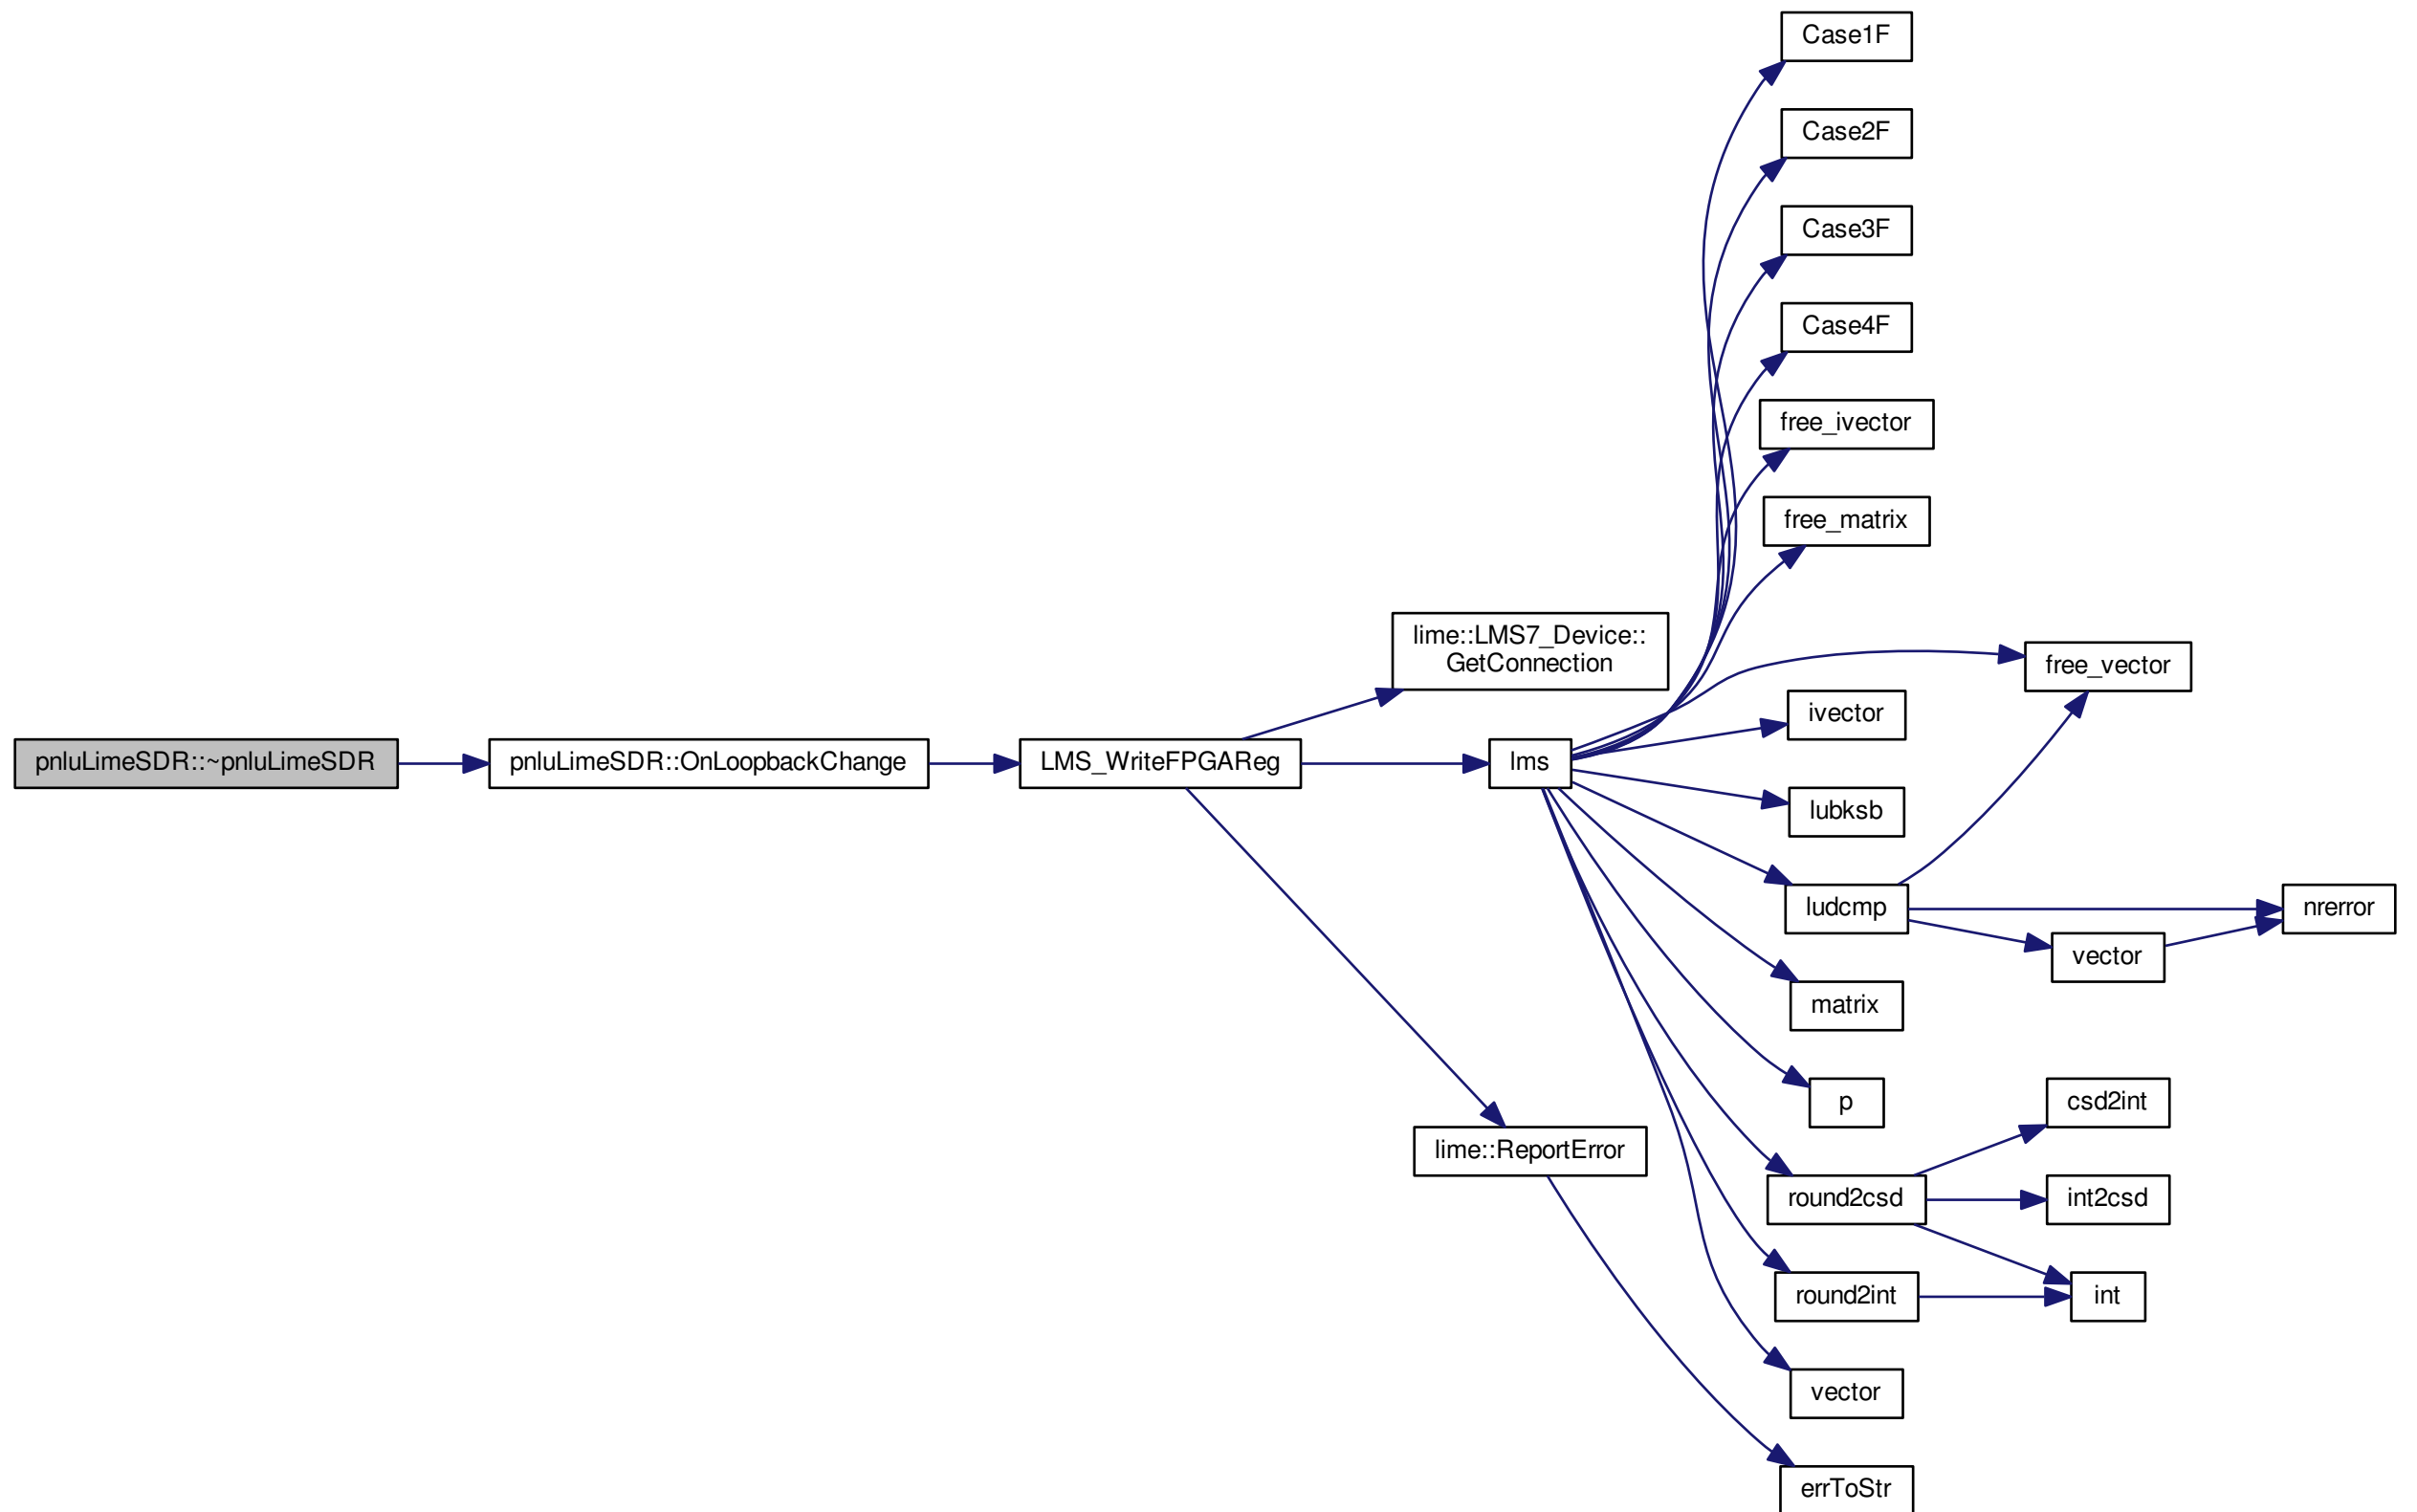 Case1F
Case2F
Case3F
Case4F
free_ivector
free_matrix
lime::LMS7_Device::
GetConnection
free_vector
ivector
pnluLimeSDR::~pnluLimeSDR
pnluLimeSDR::OnLoopbackChange
LMS_WriteFPGAReg
lms
lubksb
ludcmp
nrerror
vector
matrix
p
csd2int
lime::ReportError
round2csd
int2csd
round2int
int
vector
errToStr